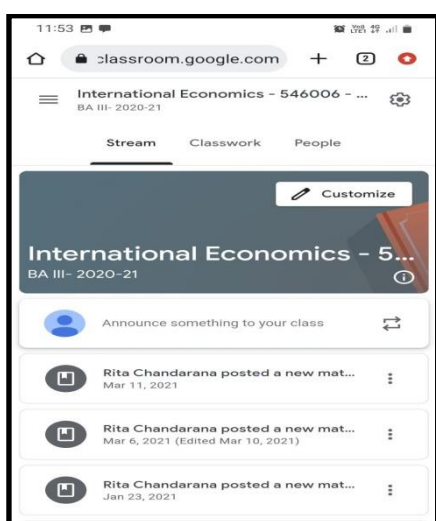 11:53
classroom.google.com + 2
International Economics - 546006 - ...
BA III- 2020-21
Stream Classwork People
Customize
International Economics - 5...
BA III- 2020-21
Announce something to your class
Rita Chandarana posted a new mat...
Mar 11, 2021
Rita Chandarana posted a new mat...
Mar 6, 2021 (Edited Mar 10, 2021)
Rita Chandarana posted a new mat...
Jan 23, 2021